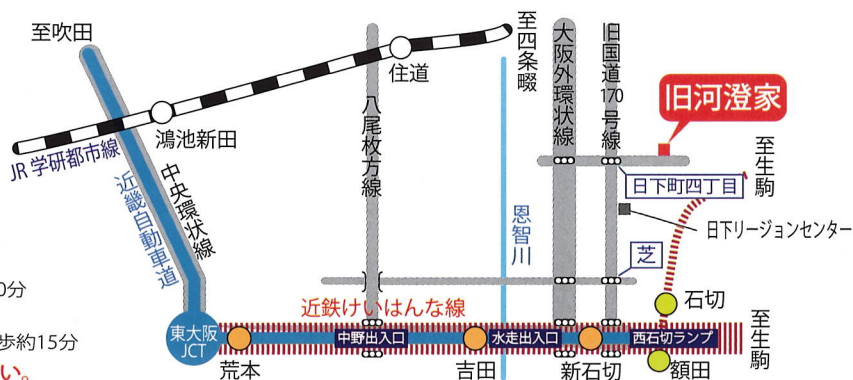 至吹田
住道
至四条畷
大阪外環状線
旧国道170号線
旧河澄家
鴻池新田
八尾枚方線
JR学研都市線
近畿自動車道
中央環状線
至生駒
日下町四丁目
日下リージョンセンター
恩智川
芝
0分
近鉄けいはんな線
石切
歩約15分
東大阪
JCT
中野出入口
水走出入口
西石切ランプ
至生駒
い。
荒本
吉田
新石切
額田